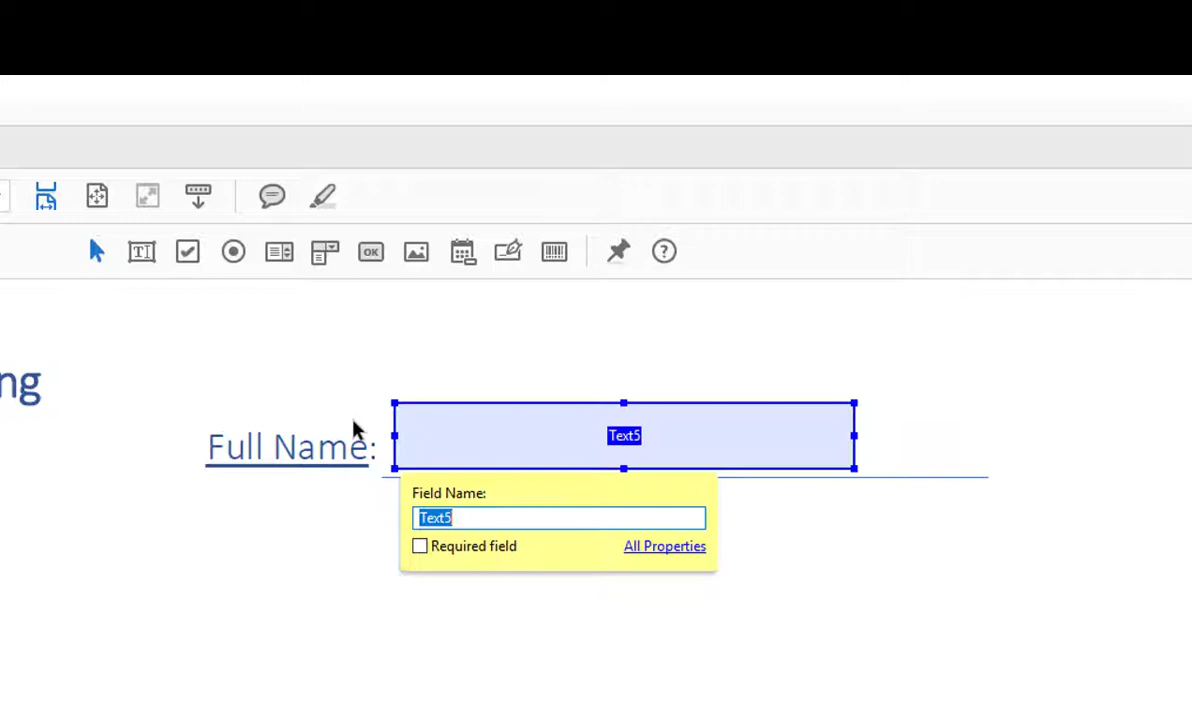 OK
ng
Full Name:
Text5
Field Name:
Text5
Required field
All Properties